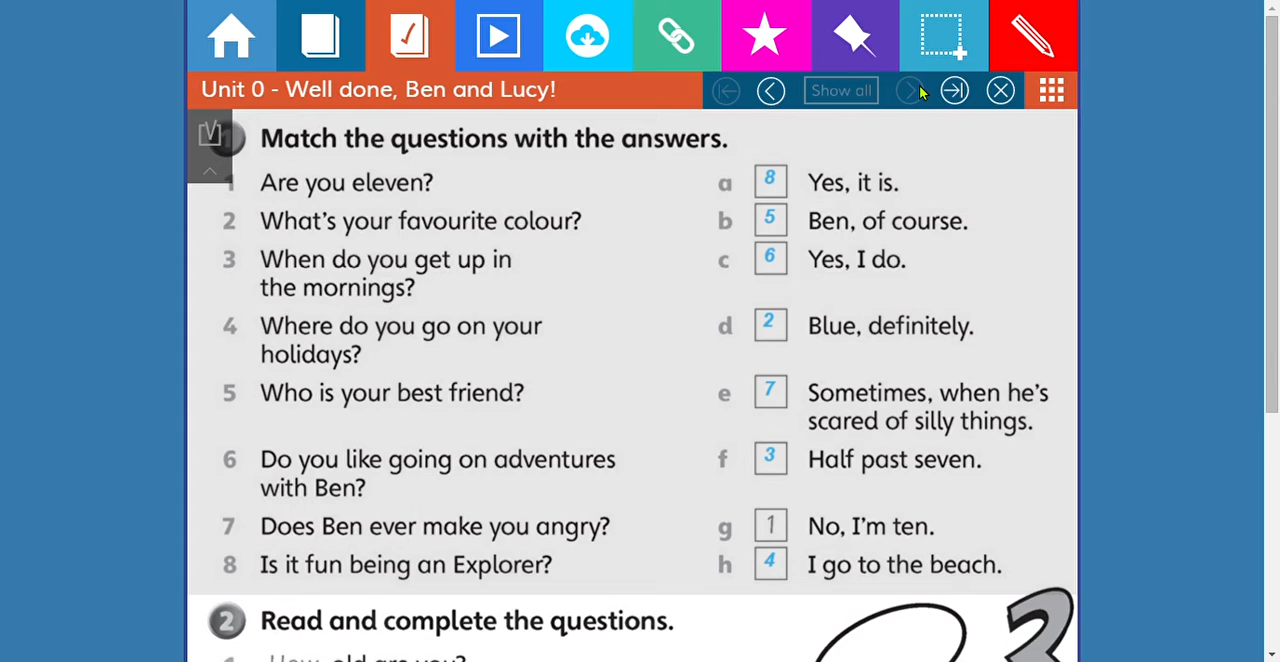 Unit 0 - Well done, Ben and Lucy!
Show all
1 Match the questions with the answers.
1 Are you eleven? a 8 Yes, it is.
2 What's your favourite colour? b 5 Ben, of course.
3 When do you get up in c 6 Yes, I do.
the mornings?
4 Where do you go on your d 2 Blue, definitely.
holidays?
5 Who is your best friend? e 7 Sometimes, when he's
scared of silly things.
6 Do you like going on adventures f 3 Half past seven.
with Ben?
7 Does Ben ever make you angry? g 1 No, I'm ten.
8 Is it fun being an Explorer? h 4 I go to the beach.
2 Read and complete the questions.
1 How old are you?